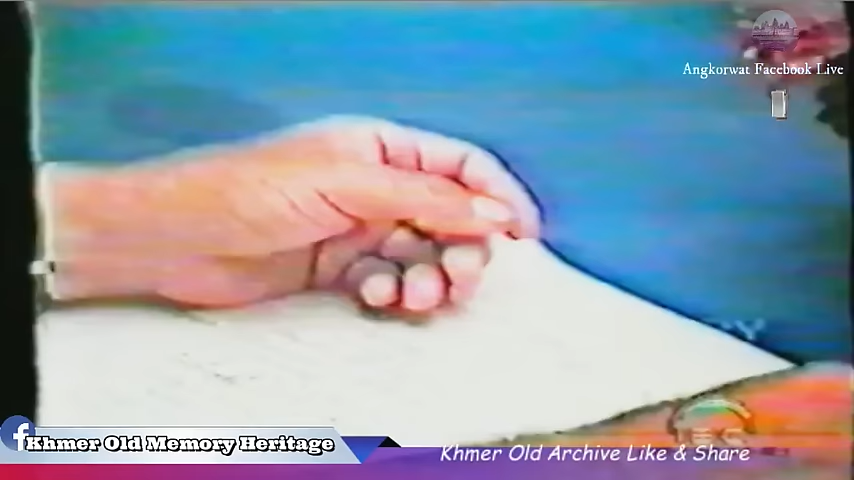 Angkorwat Facebook Live
Khmer Old Memory Heritage
Khmer Old Archive Like & Share